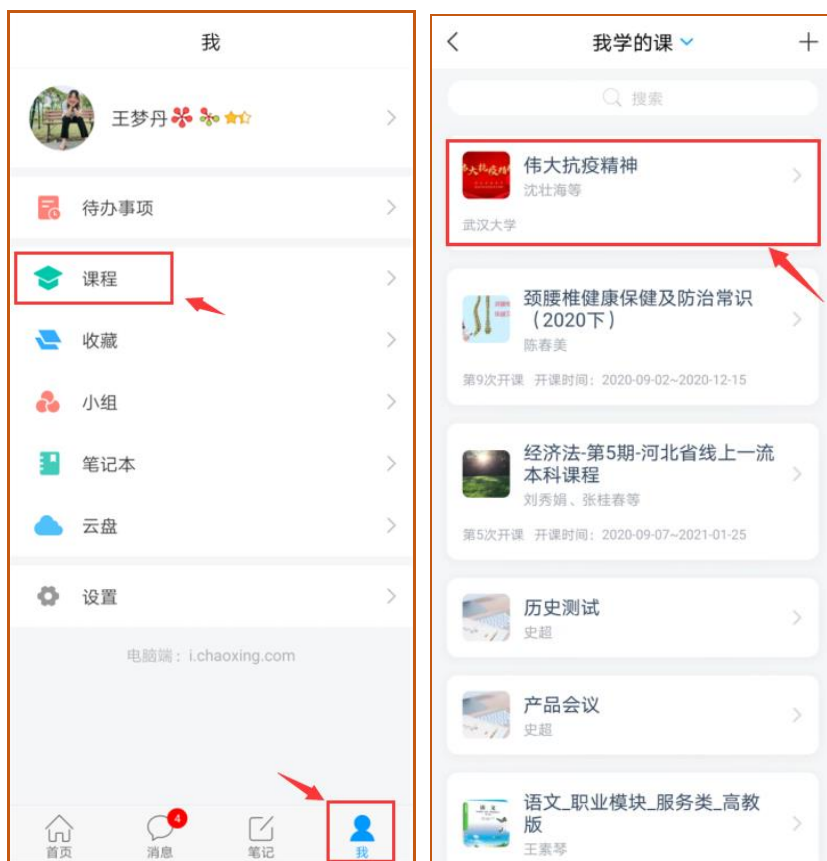 我
王梦丹
待办事项
课程
收藏
小组
笔记本
云盘
设置
电脑端：i.chaoxing.com
首页
4
消息
笔记
我
我学的课
搜索
伟大抗疫精神
沈壮海等
武汉大学
颈腰椎健康保健及防治常识
（2020下）
陈春美
第9次开课 开课时间：2020-09-02~2020-12-15
经济法-第5期-河北省线上一流
本科课程
刘秀娟、张桂春等
第5次开课 开课时间：2020-09-07~2021-01-25
历史测试
史超
产品会议
史超
语文_职业模块_服务类_高教
版
王素琴